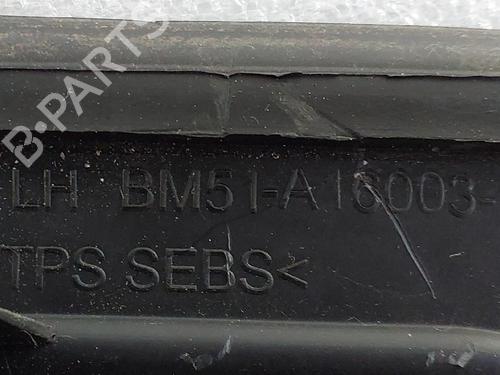 B-PARTS
LH BM51-A16003-
TPS SEBS<